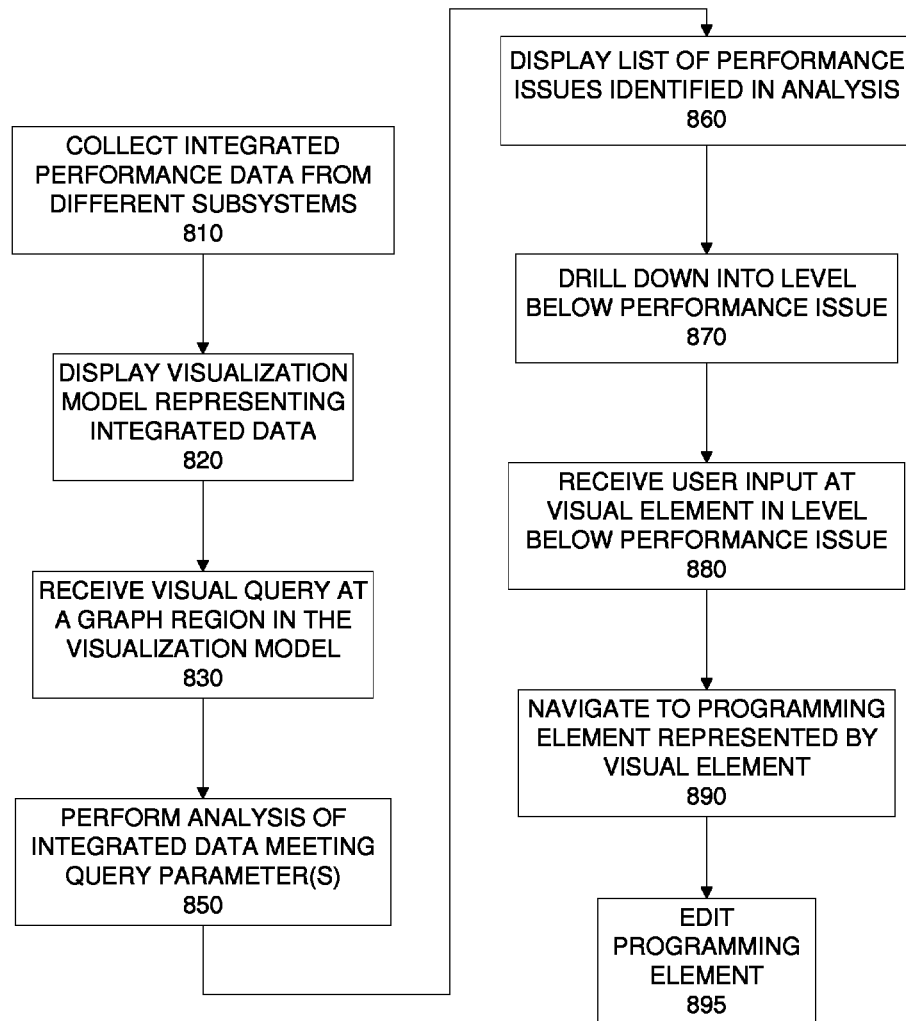 COLLECT INTEGRATED
PERFORMANCE DATA FROM
DIFFERENT SUBSYSTEMS
810
DISPLAY VISUALIZATION
MODEL REPRESENTING
INTEGRATED DATA
820
RECEIVE VISUAL QUERY AT
A GRAPH REGION IN THE
VISUALIZATION MODEL
830
PERFORM ANALYSIS OF
INTEGRATED DATA MEETING
QUERY PARAMETER(S)
850
DISPLAY LIST OF PERFORMANCE
ISSUES IDENTIFIED IN ANALYSIS
860
DRILL DOWN INTO LEVEL
BELOW PERFORMANCE ISSUE
870
RECEIVE USER INPUT AT
VISUAL ELEMENT IN LEVEL
BELOW PERFORMANCE ISSUE
880
NAVIGATE TO PROGRAMMING
ELEMENT REPRESENTED BY
VISUAL ELEMENT
890
EDIT
PROGRAMMING
ELEMENT
895